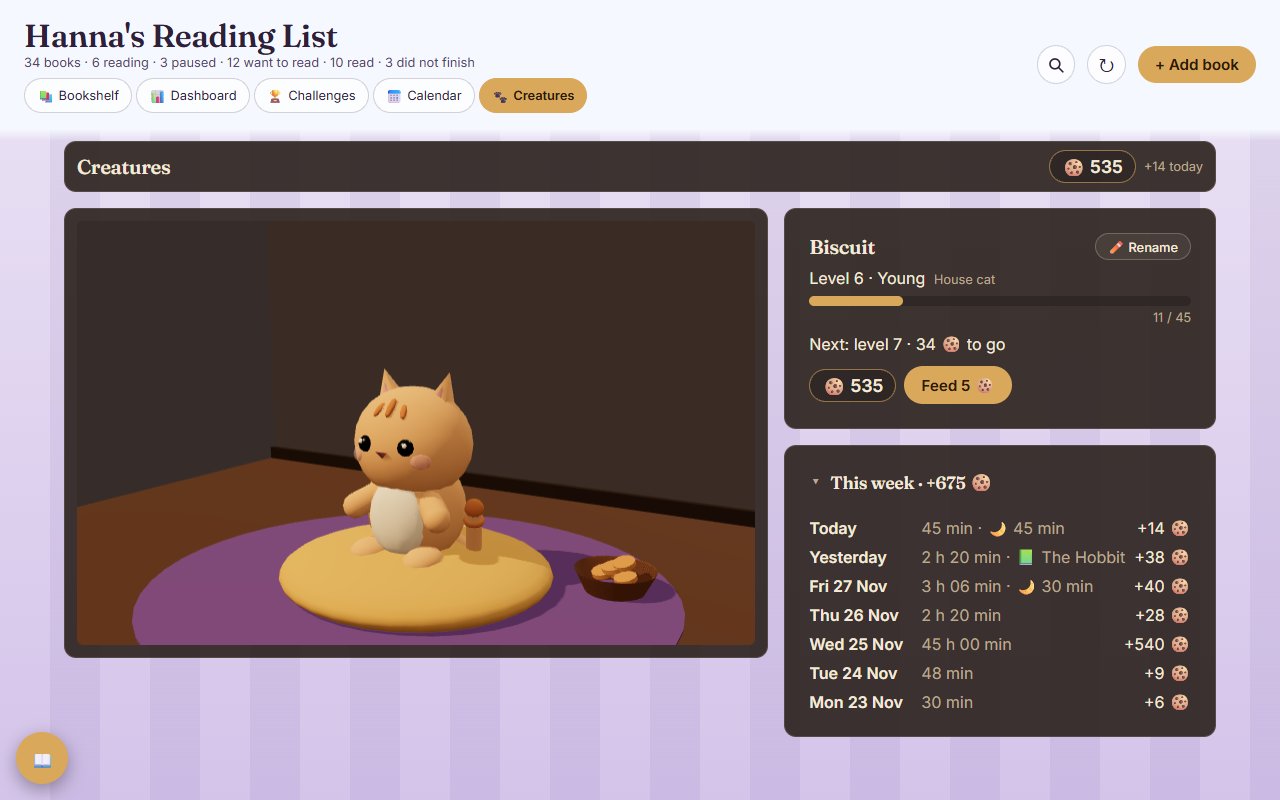 Hanna's Reading List
34 books · 6 reading · 3 paused · 12 want to read · 10 read · 3 did not finish
Bookshelf Dashboard Challenges Calendar Creatures
+ Add book
Creatures
535 +14 today
Biscuit
Rename
Level 6 · Young House cat
11 / 45
Next: level 7 · 34 to go
535 Feed 5
This week · +675
Today 45 min · 45 min +14
Yesterday 2 h 20 min · The Hobbit +38
Fri 27 Nov 3 h 06 min · 30 min +40
Thu 26 Nov 2 h 20 min +28
Wed 25 Nov 45 h 00 min +540
Tue 24 Nov 48 min +9
Mon 23 Nov 30 min +6